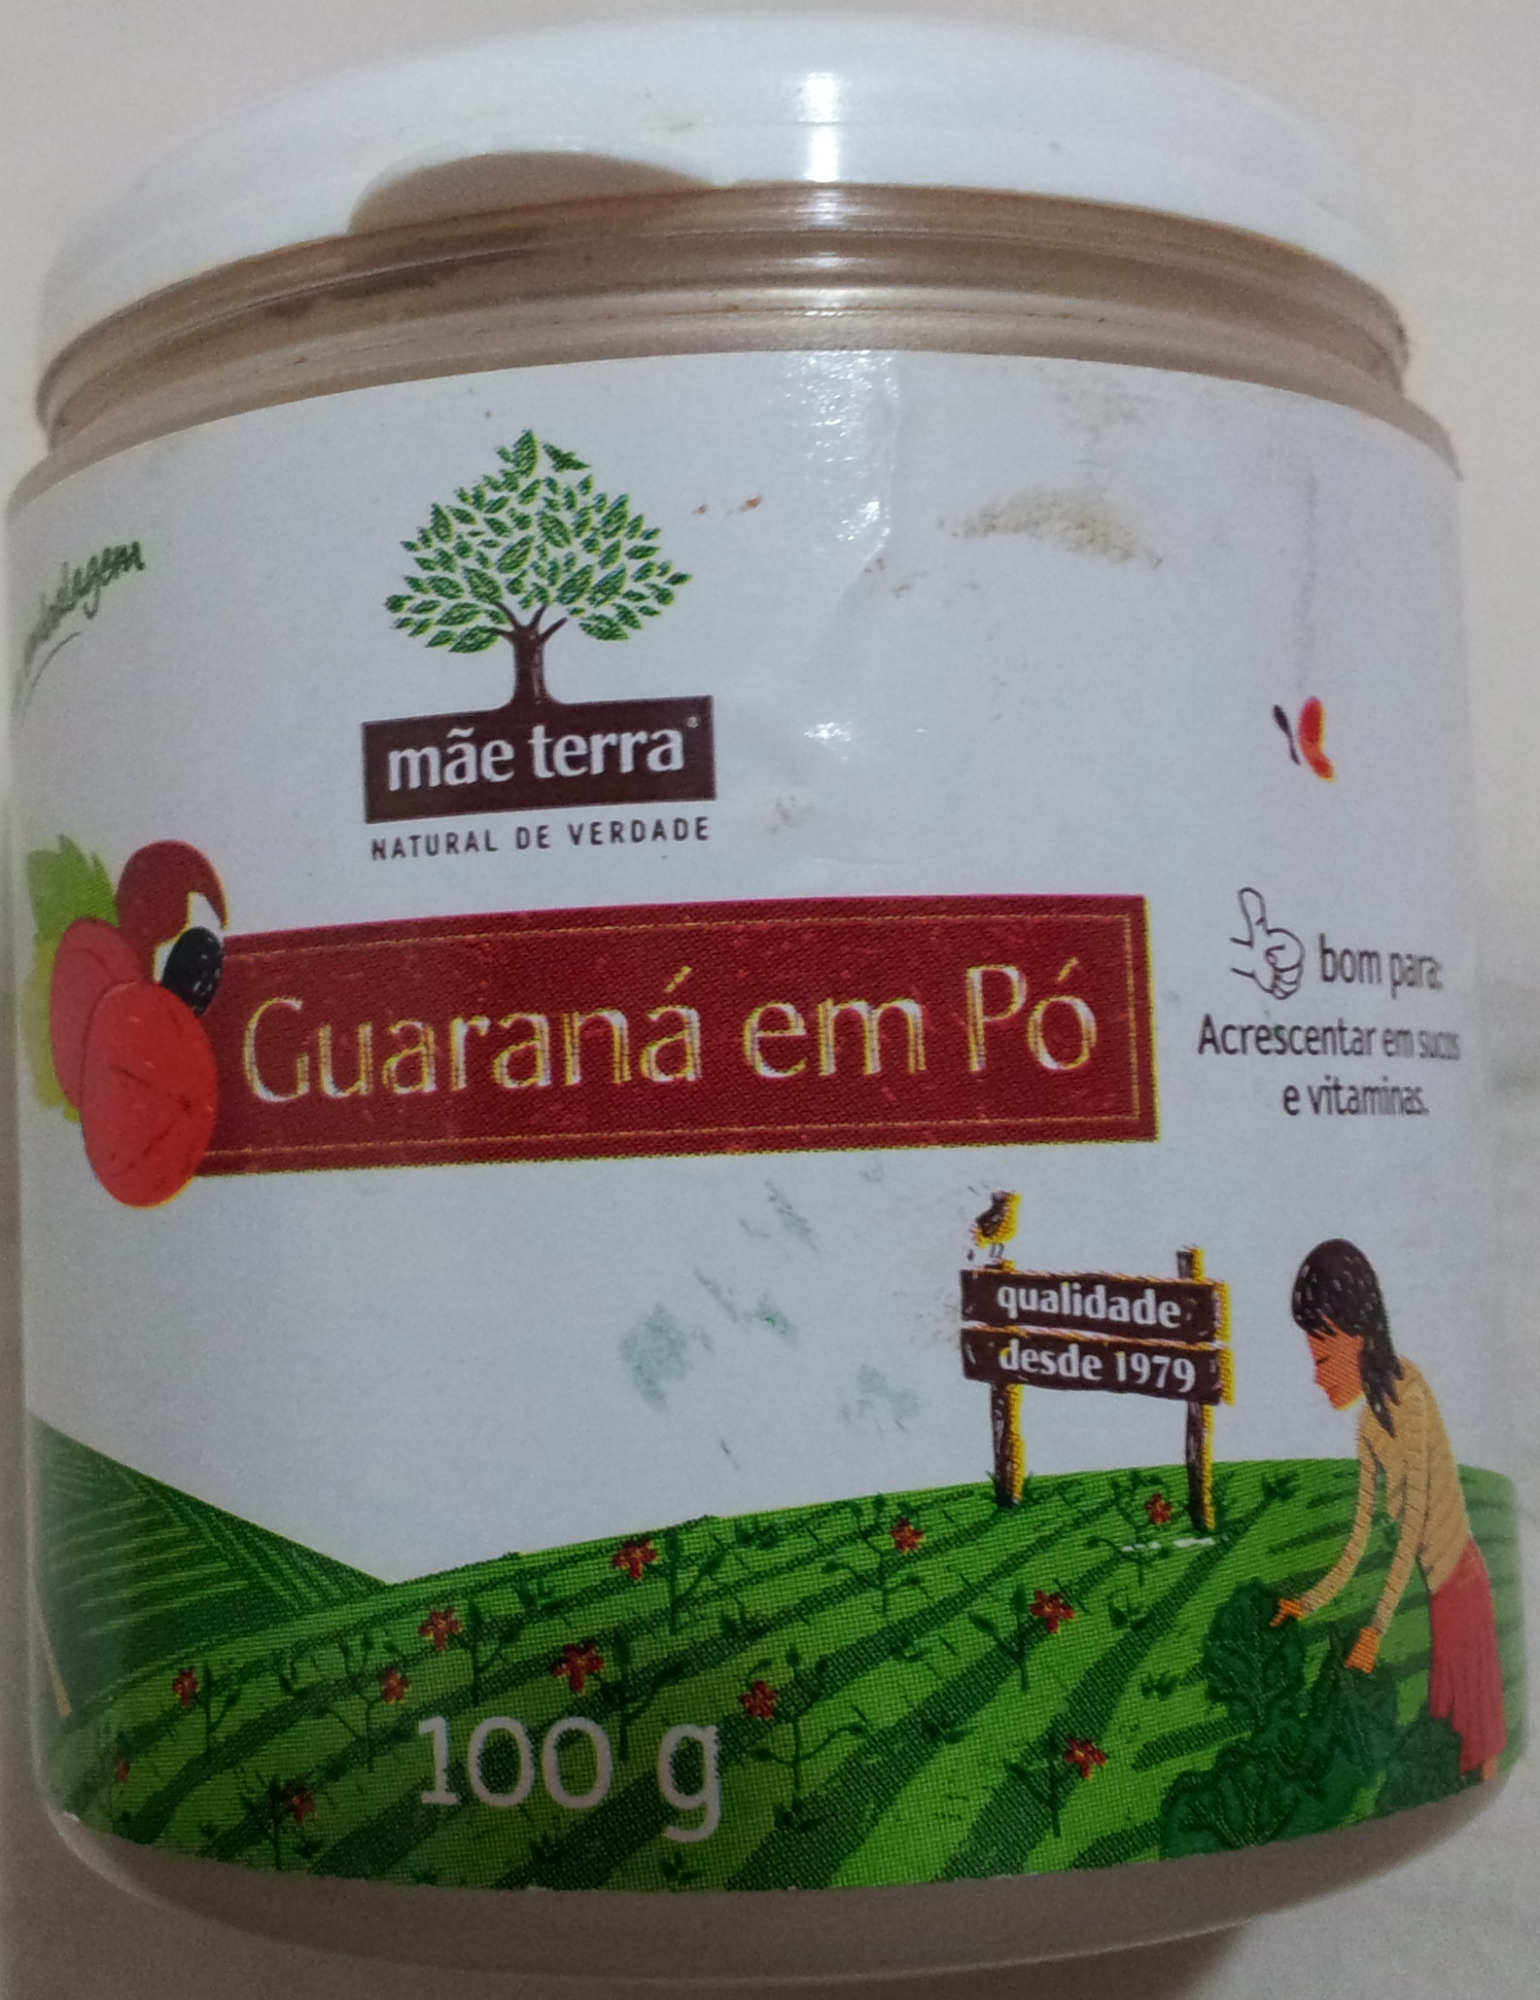 mãe terra®
NATURAL DE VERDADE
Guaraná em Pó
bom para:
Acrescentar em sucos
e vitaminas.
qualidade
desde 1979
100 g